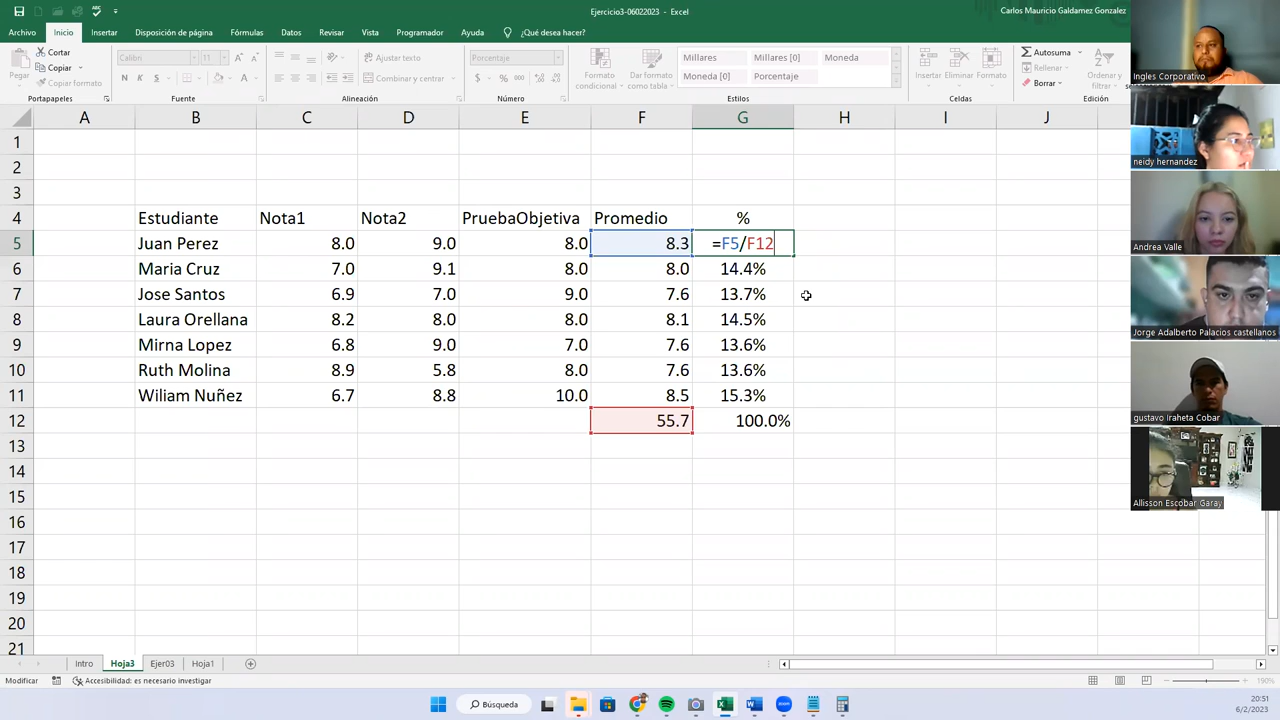 Ejercicio3-06022023 - Excel
Carlos Mauricio Galdamez Gonzalez
Archivo Inicio Insertar Disposición de página Fórmulas Datos Revisar Vista Programador Ayuda ¿Qué desea hacer?
Pegar
Cortar
Copiar
Portapapeles
Calibri 11
N K S
Fuente
Ajustar texto
Combinar y centrar
Alineación
$ % 000
Número
Formato condicional
Dar formato como tabla
Millares Millares [0] Moneda
Moneda [0] Porcentaje
Estilos
Insertar Eliminar Formato
Celdas
Autosuma
Rellenar
Borrar
Ordenar y
filtrar
Edición
A B C D E F G H I J
1
2
3
4 Estudiante Nota1 Nota2 PruebaObjetiva Promedio %
5 Juan Perez 8.0 9.0 8.0 8.3 =F5/F12
6 Maria Cruz 7.0 9.1 8.0 8.0 14.4%
7 Jose Santos 6.9 7.0 9.0 7.6 13.7%
8 Laura Orellana 8.2 8.0 8.0 8.1 14.5%
9 Mirna Lopez 6.8 9.0 7.0 7.6 13.6%
10 Ruth Molina 8.9 5.8 8.0 7.6 13.6%
11 Wiliam Nuñez 6.7 8.8 10.0 8.5 15.3%
12 55.7 100.0%
13
14
15
16
17
18
19
20
21
Intro Hoja3 Ejer03 Hoja1
Modificar Accesibilidad: es necesario investigar 190%
Búsqueda
20:51
6/2/2023
Ingles Corporativo
neidy hernandez
Andrea Valle
Jorge Adalberto Palacios castellanos
gustavo Iraheta Cobar
Allisson Escobar Garay